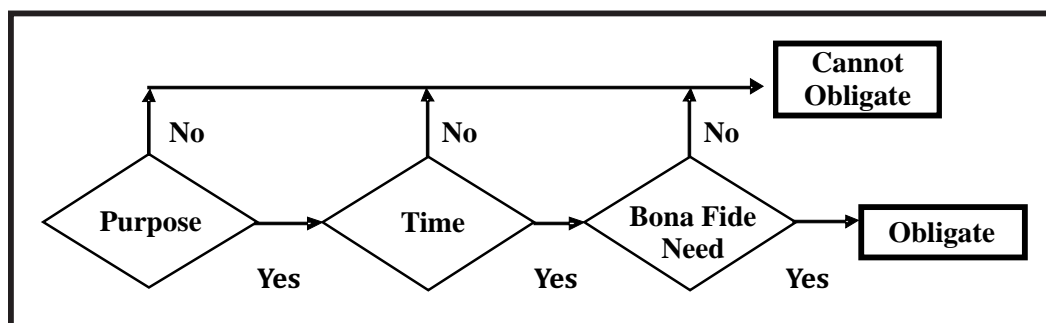 Cannot
Obligate
No
No
No
Purpose
Time
Bona Fide
Need
Obligate
Yes
Yes
Yes